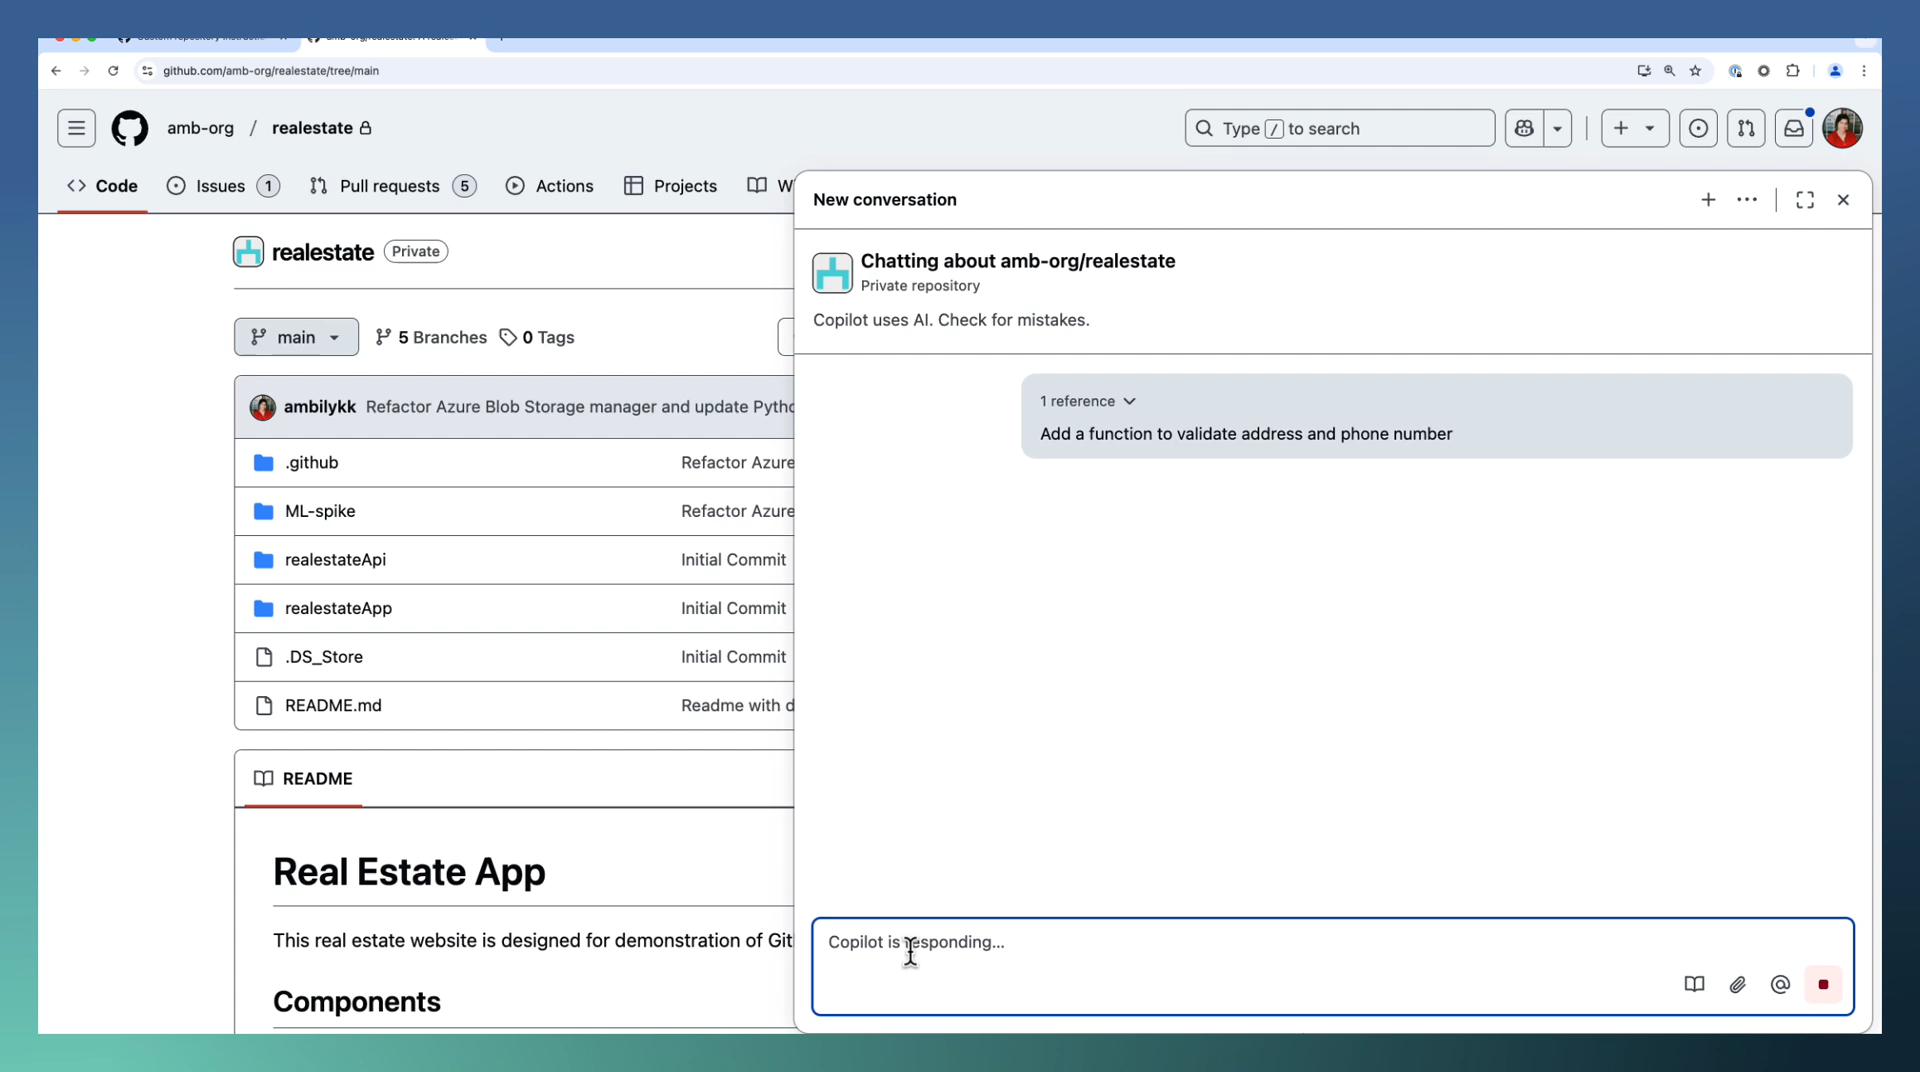 github.com/amb-org/realestate/tree/main
amb-org / realestate
Type / to search
Code
Issues 1
Pull requests 5
Actions
Projects
W
realestate Private
main
5 Branches
0 Tags
ambilykk Refactor Azure Blob Storage manager and update Pytho
.github Refactor Azure
ML-spike Refactor Azure
realestateApi Initial Commit
realestateApp Initial Commit
.DS_Store Initial Commit
README.md Readme with d
README
Real Estate App
This real estate website is designed for demonstration of Git
Components
New conversation
Chatting about amb-org/realestate
Private repository
Copilot uses AI. Check for mistakes.
1 reference
Add a function to validate address and phone number
Copilot is responding...